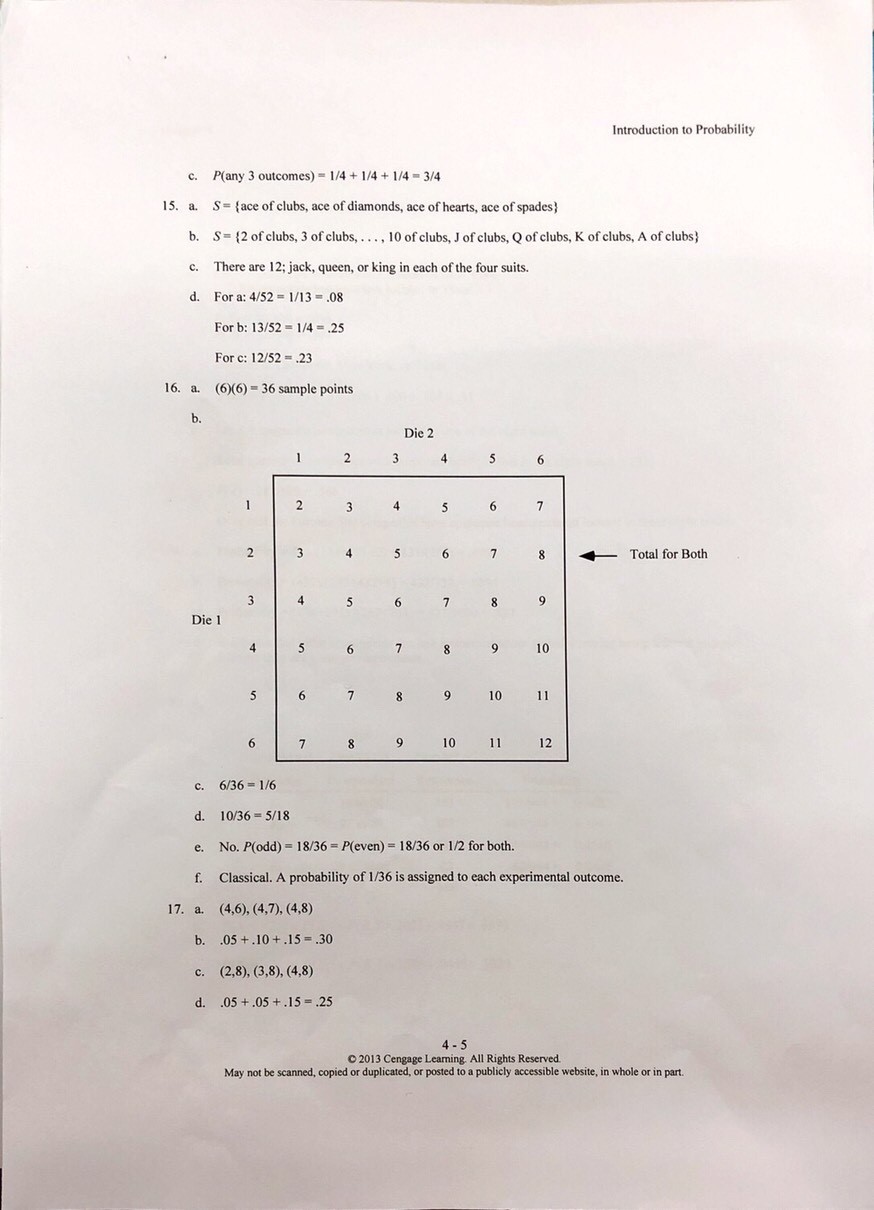 Introduction to Probability
c. P(any 3 outcomes) = 1/4 + 1/4 + 1/4 = 3/4
15. a. S = {ace of clubs, ace of diamonds, ace of hearts, ace of spades}
b. S = {2 of clubs, 3 of clubs, . . . , 10 of clubs, J of clubs, Q of clubs, K of clubs, A of clubs}
c. There are 12; jack, queen, or king in each of the four suits.
d. For a: 4/52 = 1/13 = .08
For b: 13/52 = 1/4 = .25
For c: 12/52 = .23
16. a. (6)(6) = 36 sample points
b.
Die 2
1 2 3 4 5 6
1 2 3 4 5 6 7
2 3 4 5 6 7 8 Total for Both
3 4 5 6 7 8 9
Die 1
4 5 6 7 8 9 10
5 6 7 8 9 10 11
6 7 8 9 10 11 12
c. 6/36 = 1/6
d. 10/36 = 5/18
e. No. P(odd) = 18/36 = P(even) = 18/36 or 1/2 for both.
f. Classical. A probability of 1/36 is assigned to each experimental outcome.
17. a. (4,6), (4,7), (4,8)
b. .05 + .10 + .15 = .30
c. (2,8), (3,8), (4,8)
d. .05 + .05 + .15 = .25
4 - 5
© 2013 Cengage Learning. All Rights Reserved.
May not be scanned, copied or duplicated, or posted to a publicly accessible website, in whole or in part.